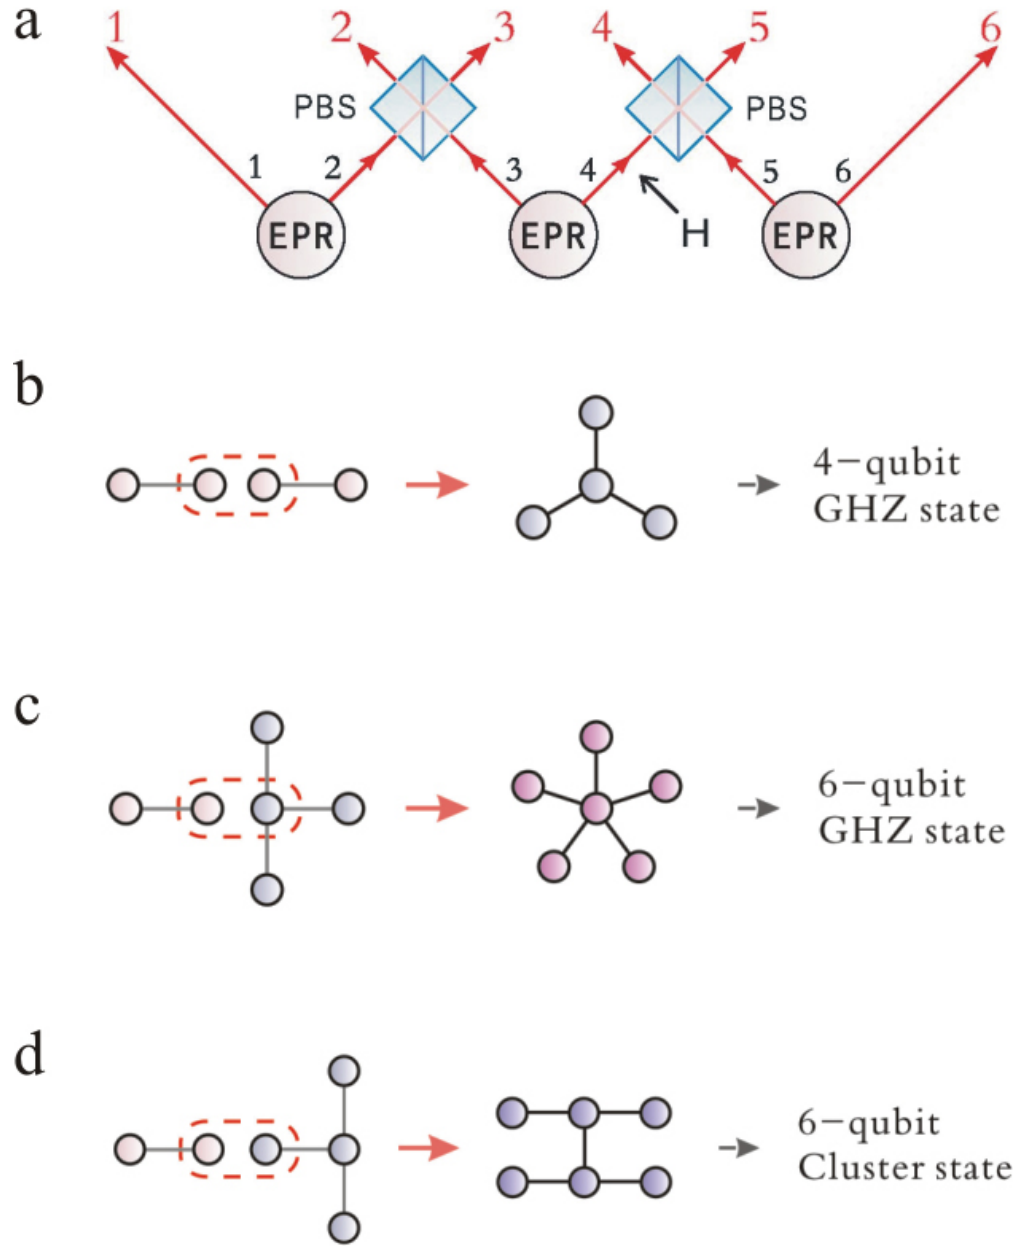 a
1 2 3 4 5 6
PBS PBS
1 2 3 4 5 6
EPR EPR EPR
H
b
4−qubit
GHZ state
c
6−qubit
GHZ state
d
6−qubit
Cluster state